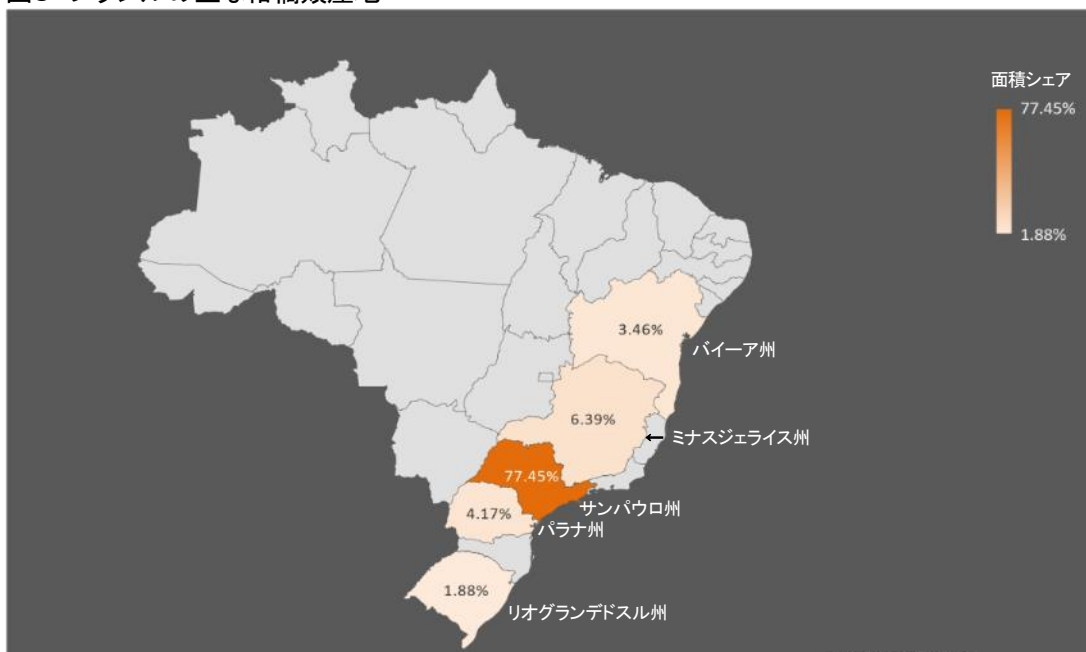 面積シェア
77.45%
1.88%
3.46%
バイーア州
6.39%
ミナスジェライス州
77.45%
サンパウロ州
4.17%
パラナ州
1.88%
リオグランデドスル州